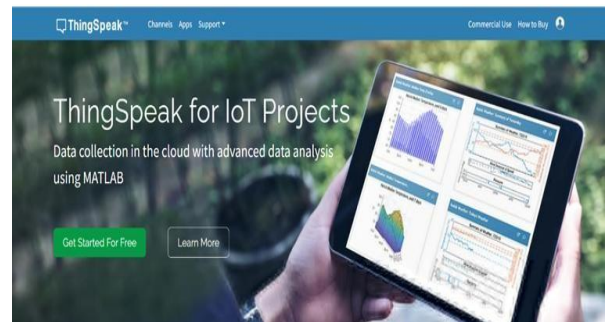 ThingSpeak™
Channels Apps Support
Commercial Use How to Buy
ThingSpeak for IoT Projects
Data collection in the cloud with advanced data analysis
using MATLAB
Get Started For Free
Learn More